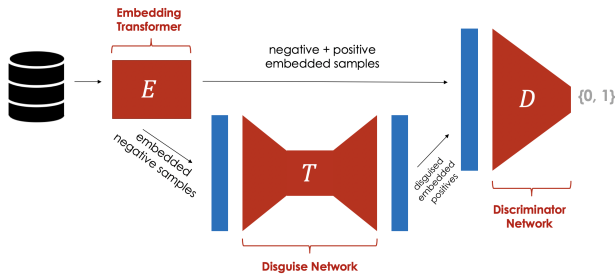 Embedding
Transformer
E
negative + positive
embedded samples
D
{0, 1}
embedded
negative samples
T
disguised
embedded
positives
Disguise Network
Discriminator
Network